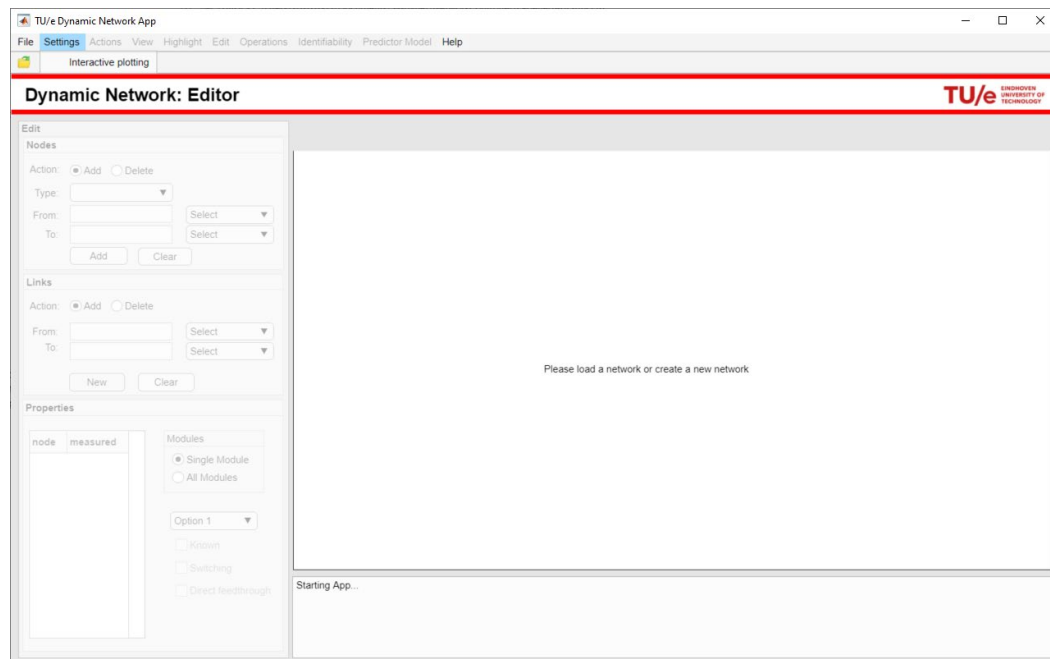 TU/e Dynamic Network App
File Settings Actions View Highlight Edit Operations Identifiability Predictor Model Help
Interactive plotting
Dynamic Network: Editor
TU/e EINDHOVEN UNIVERSITY OF TECHNOLOGY
Edit
Nodes
Action: Add Delete
Type:
From: Select
To: Select
Add Clear
Links
Action: Add Delete
From: Select
To: Select
New Clear
Properties
node measured
Modules
Single Module
All Modules
Option 1
Known
Switching
Direct feedthrough
Please load a network or create a new network
Starting App...